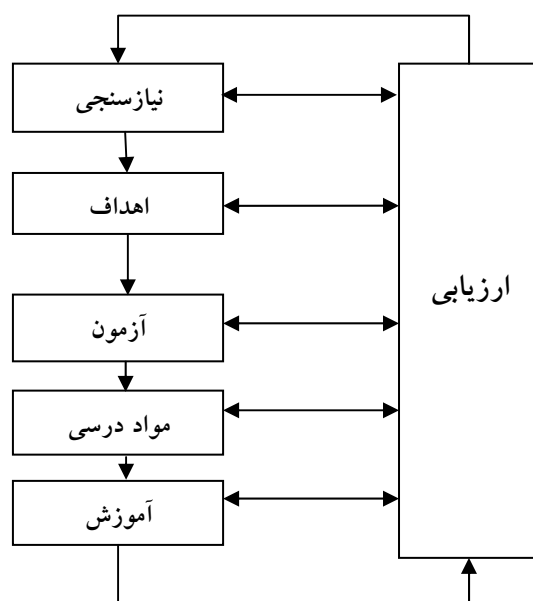 نیازسنجی
اهداف
ارزیابی
آزمون
مواد درسی
آموزش